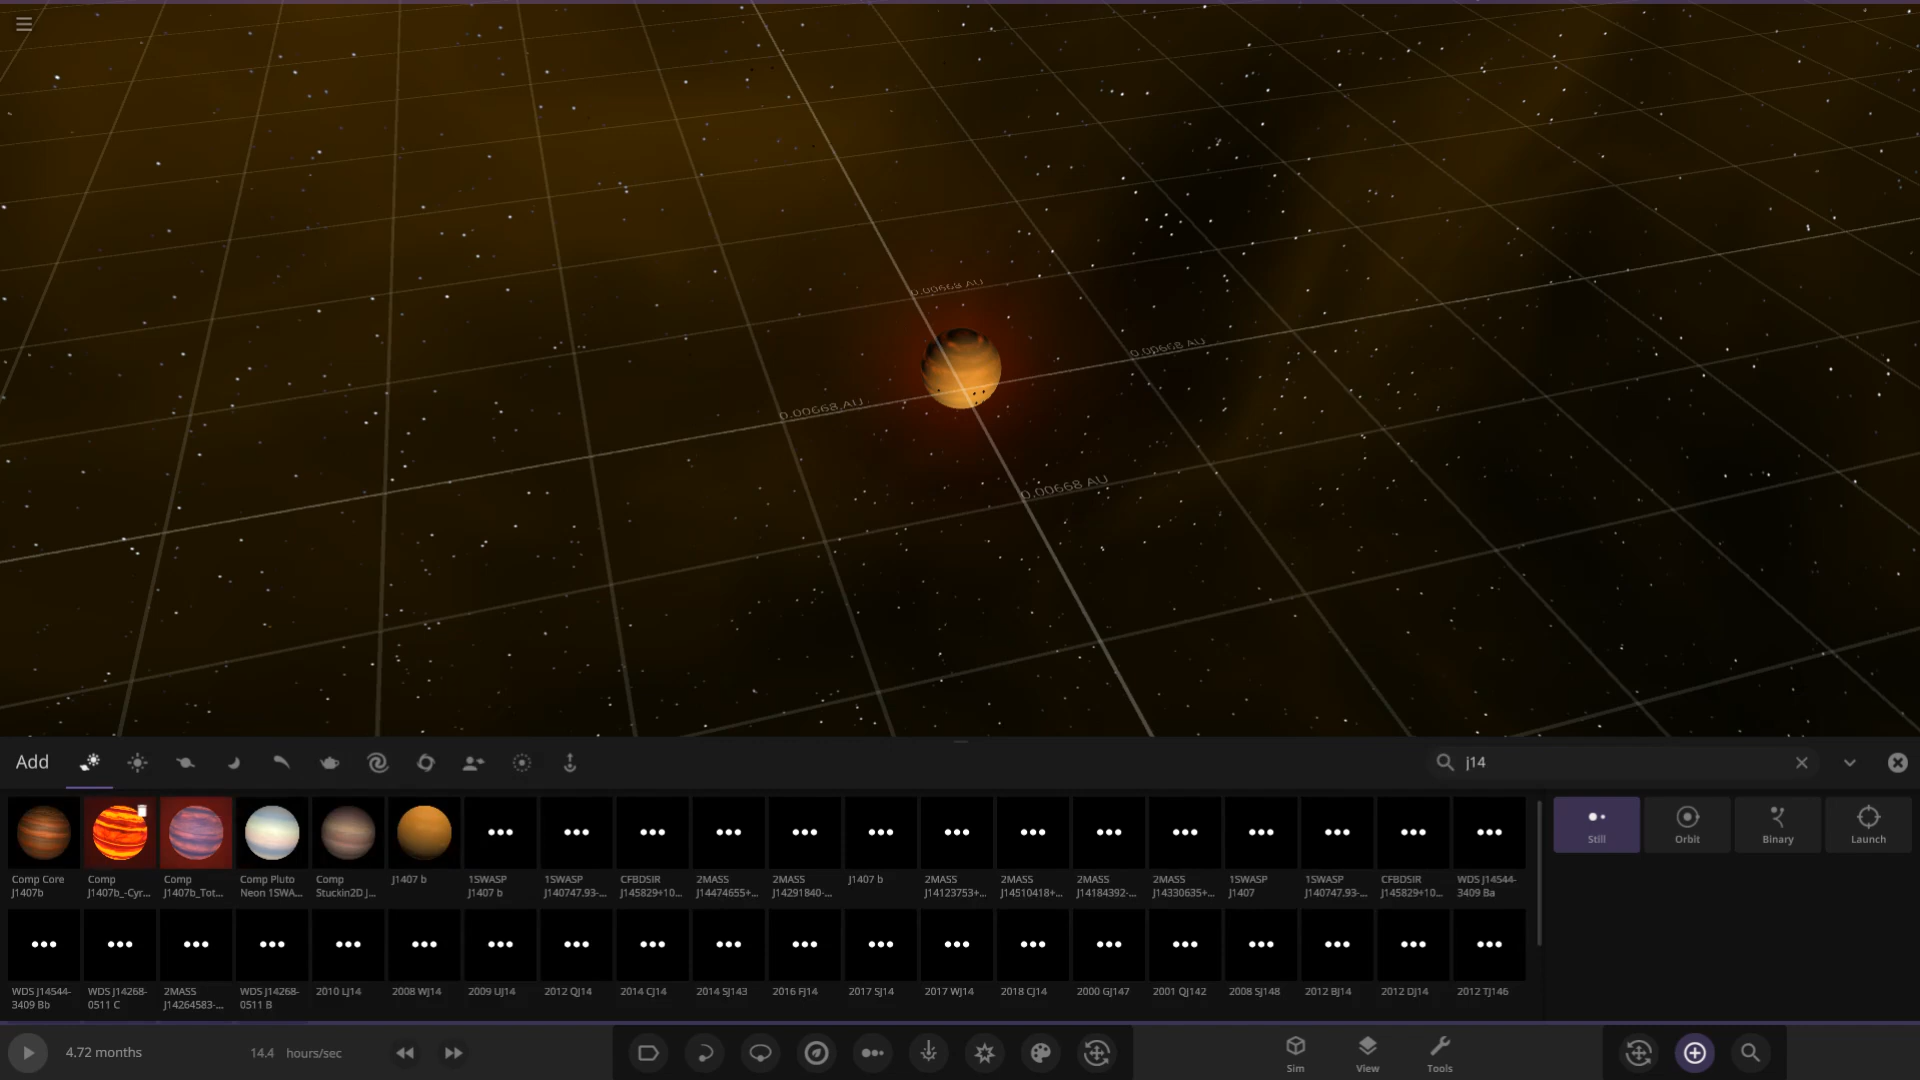 0.00668 AU
0.00668 AU
0.00668 AU
0.00668 AU
Add
j14
Comp Core
J1407b
Comp
J1407b_-Cyr...
Comp
J1407b_Tot...
Comp Pluto
Neon 1SWA...
Comp
Stuckin2D J...
J1407 b
1SWASP
J1407 b
1SWASP
J140747.93-...
CFBDSIR
J145829+10...
2MASS
J14474655+...
2MASS
J14291840-...
J1407 b
2MASS
J14123753+...
2MASS
J14510418+...
2MASS
J14184392-...
2MASS
J14330635+...
1SWASP
J1407
1SWASP
J140747.93-...
CFBDSIR
J145829+10...
WDS J14544-
3409 Ba
Still
Orbit
Binary
Launch
WDS J14544-
3409 Bb
WDS J14268-
0511 C
2MASS
J14264583-...
WDS J14268-
0511 B
2010 LJ14
2008 WJ14
2009 UJ14
2012 QJ14
2014 CJ14
2014 SJ143
2016 FJ14
2017 SJ14
2017 WJ14
2018 CJ14
2000 GJ147
2001 QJ142
2008 SJ148
2012 BJ14
2012 DJ14
2012 TJ146
4.72 months
14.4 hours/sec
Sim
View
Tools